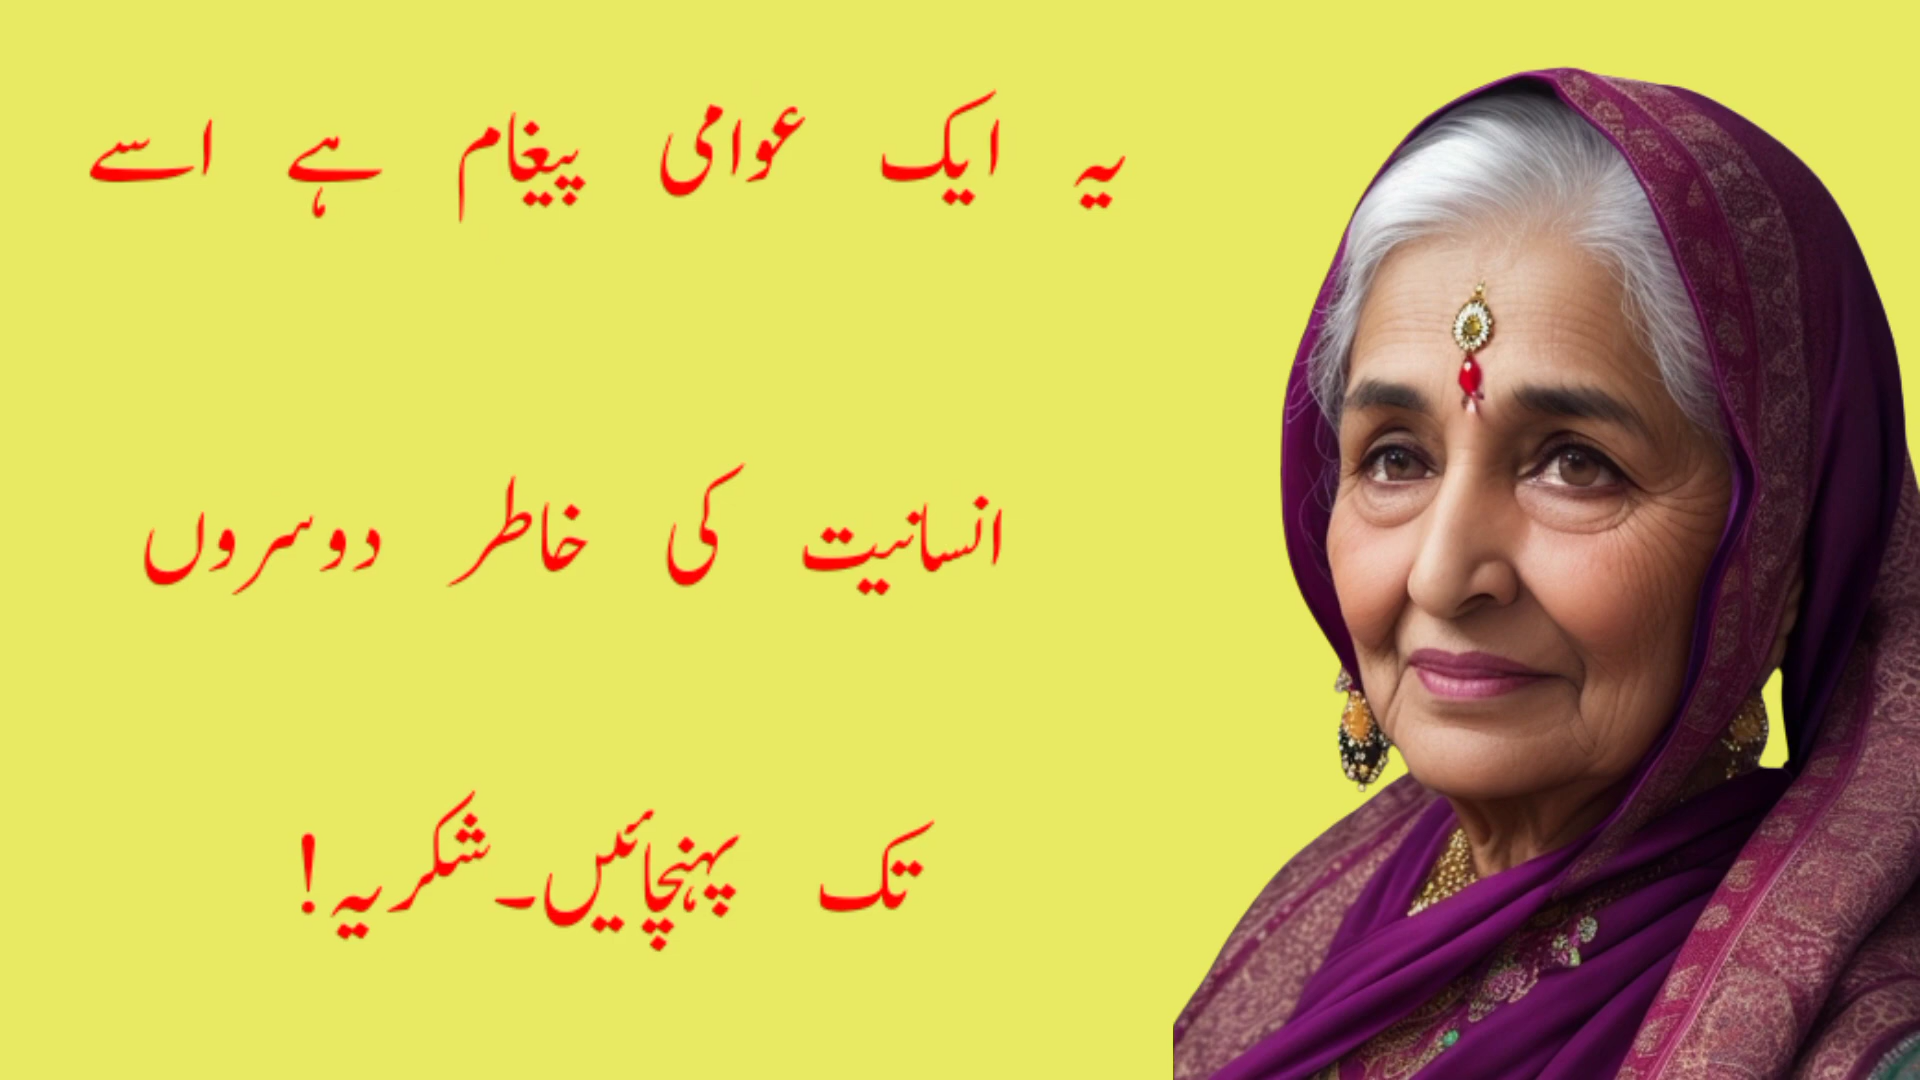 یہ ایک عوامی پیغام ہے اسے
انسانیت کی خاطر دوسروں
تک پہنچائیں۔شکریہ!